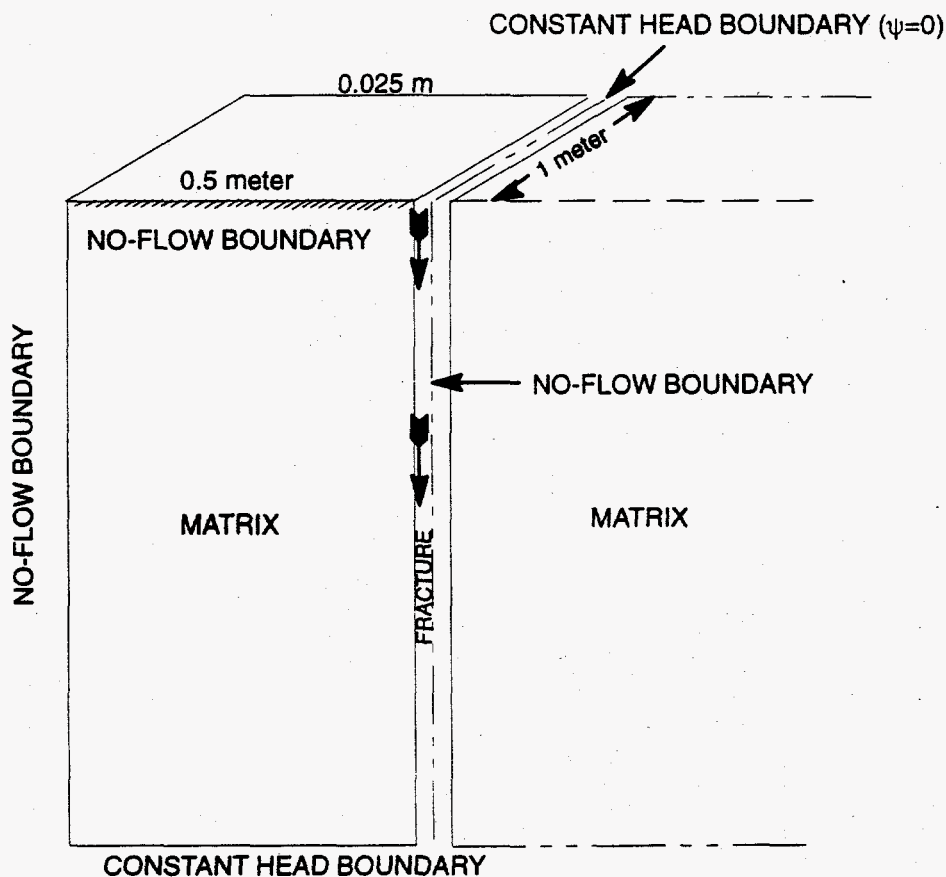 CONSTANT HEAD BOUNDARY (ψ=0)
0.025 m
1 meter
0.5 meter
NO-FLOW BOUNDARY
NO-FLOW BOUNDARY
NO-FLOW BOUNDARY
MATRIX
MATRIX
FRACTURE
CONSTANT HEAD BOUNDARY